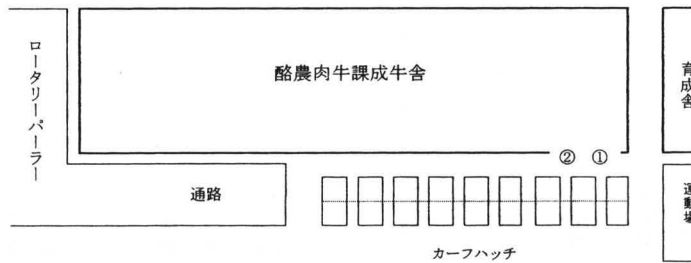 ロータリーパーラー
酪農肉牛課成牛舎
育成舎
② ①
通路
運動場
カーフハッチ